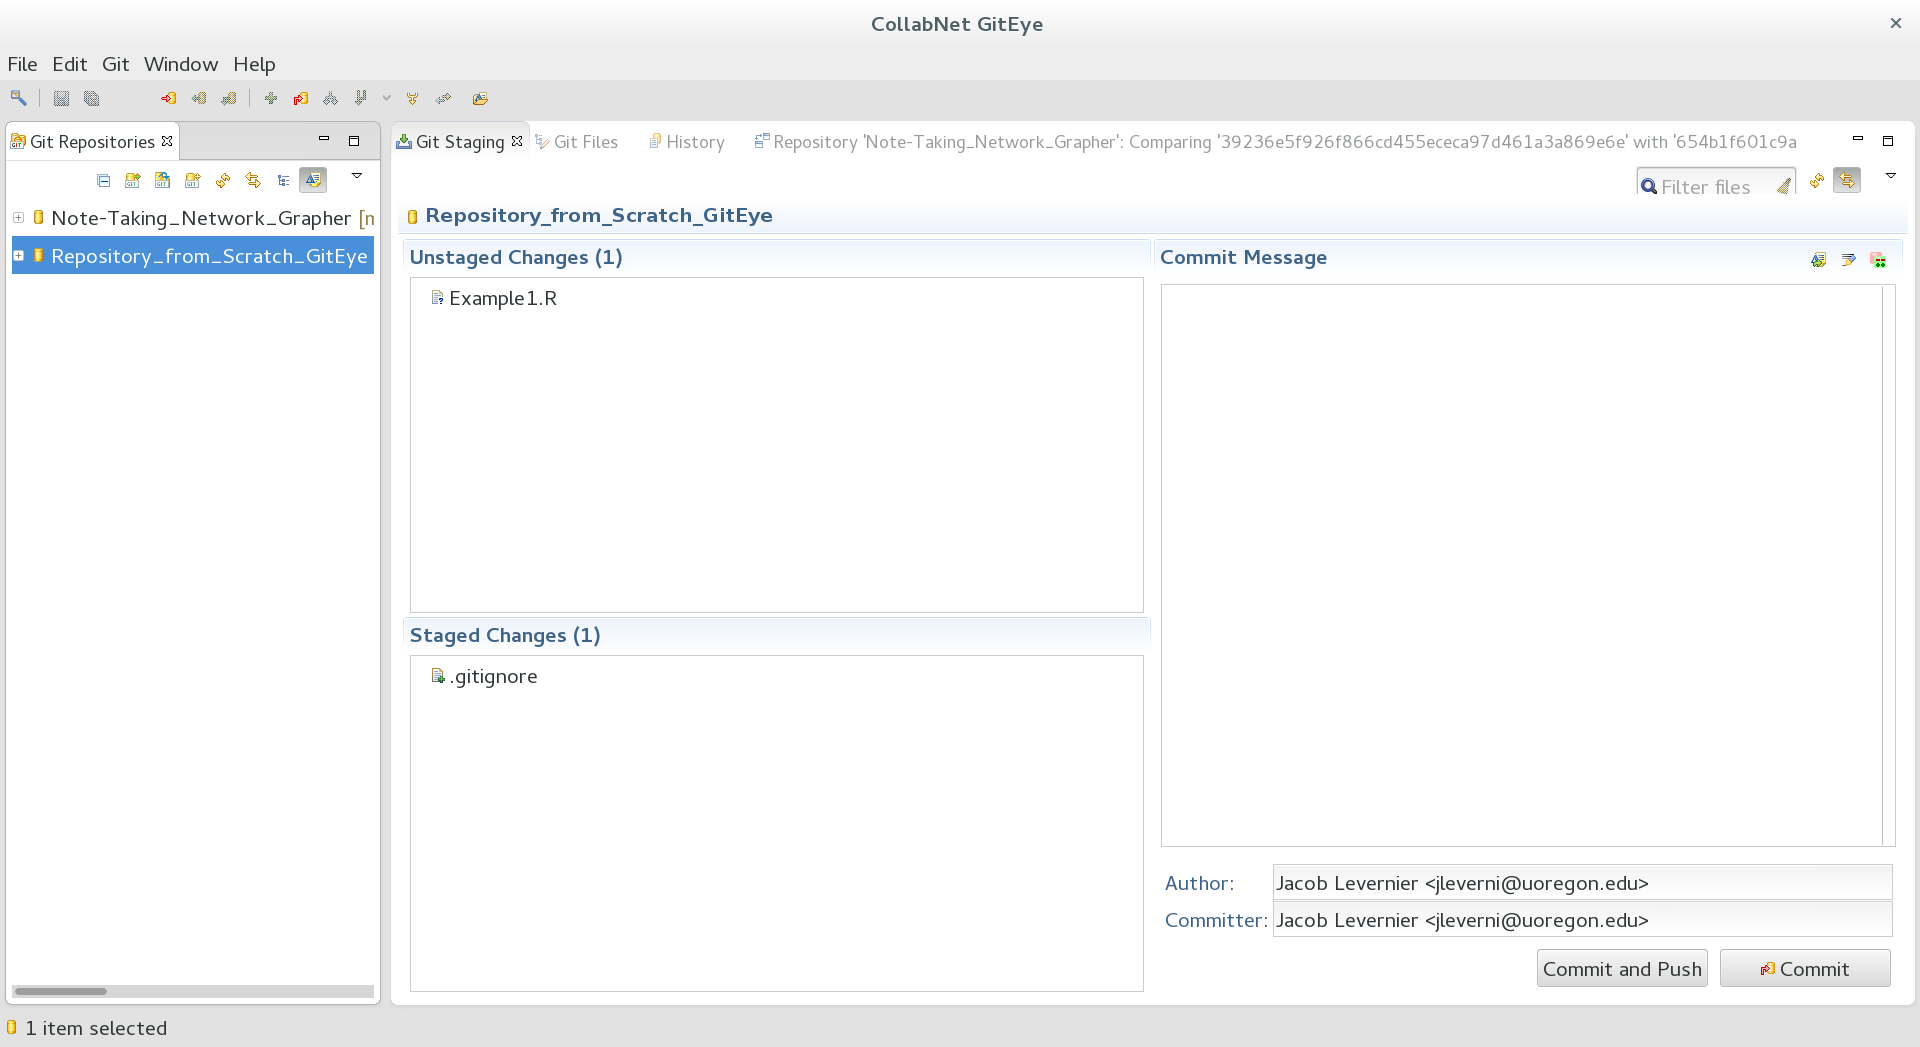 CollabNet GitEye
File Edit Git Window Help
Git Repositories
Git Staging Git Files History Repository 'Note-Taking_Network_Grapher': Comparing '39236e5f926f866cd455ececa97d461a3a869e6e' with '654b1f601c9a
Filter files
Note-Taking_Network_Grapher [m
Repository_from_Scratch_GitEye
Repository_from_Scratch_GitEye
Unstaged Changes (1)
Example1.R
Staged Changes (1)
.gitignore
Commit Message
Author: Jacob Levernier <jleverni@uoregon.edu>
Committer: Jacob Levernier <jleverni@uoregon.edu>
Commit and Push Commit
1 item selected